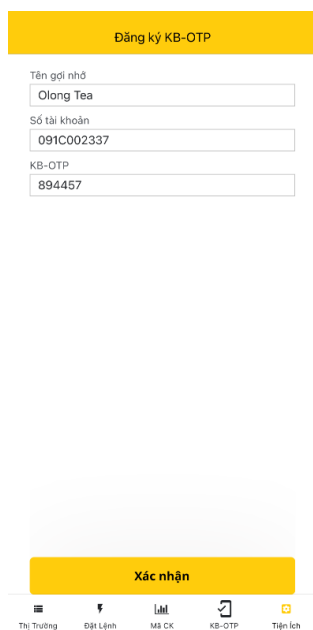 Đăng ký KB-OTP
Tên gợi nhớ
Olong Tea
Số tài khoản
091C002337
KB-OTP
894457
Xác nhận
Thị Trường Đặt Lệnh Mã CK KB-OTP Tiện Ích